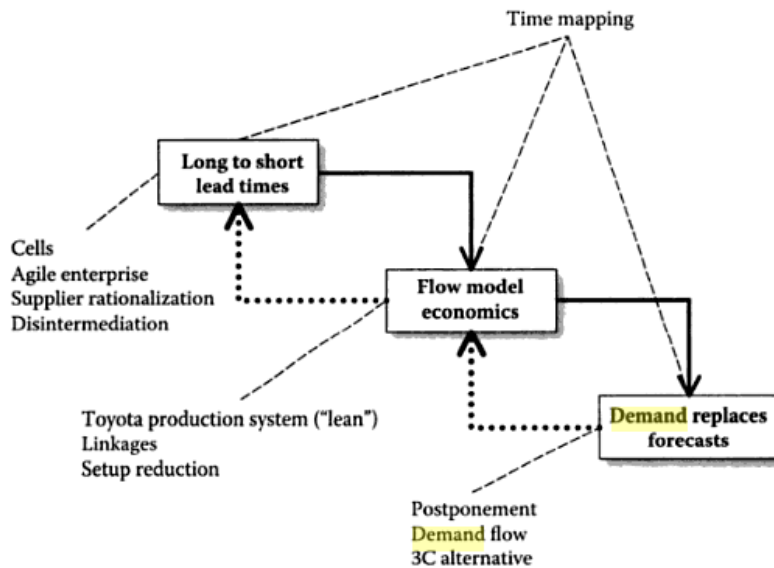 Time mapping
Long to short
lead times
Cells
Agile enterprise
Supplier rationalization
Disintermediation
Flow model
economics
Toyota production system (“lean”)
Linkages
Setup reduction
Demand replaces
forecasts
Postponement
Demand flow
3C alternative